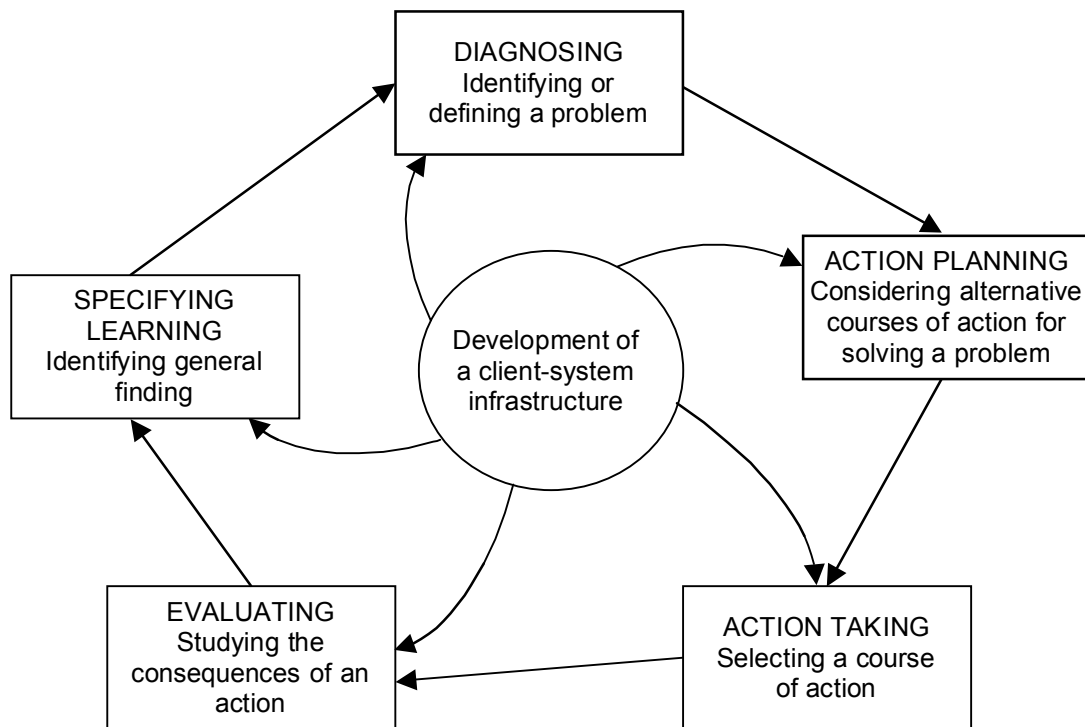 DIAGNOSING
Identifying or
defining a problem
ACTION PLANNING
Considering alternative
courses of action for
solving a problem
SPECIFYING
LEARNING
Identifying general
finding
Development of
a client-system
infrastructure
EVALUATING
Studying the
consequences of an
action
ACTION TAKING
Selecting a course
of action